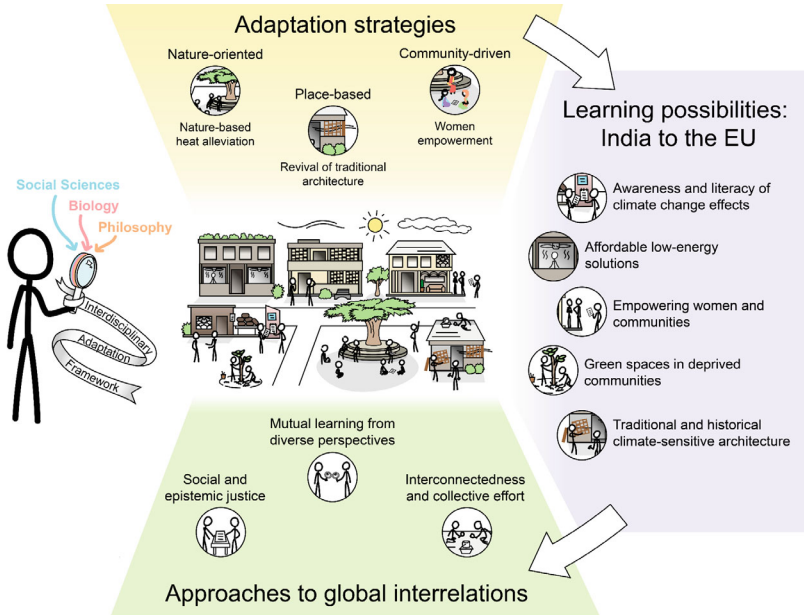 Adaptation strategies
Nature-oriented
Nature-based
heat alleviation
Place-based
Revival of traditional
architecture
Community-driven
Women
empowerment
Learning possibilities:
India to the EU
Awareness and literacy of
climate change effects
Affordable low-energy
solutions
Empowering women and
communities
Green spaces in deprived
communities
Traditional and historical
climate-sensitive architecture
Social Sciences
Biology
Philosophy
Interdisciplinary
Adaptation
Framework
Mutual learning from
diverse perspectives
Social and
epistemic justice
Interconnectedness
and collective effort
Approaches to global interrelations